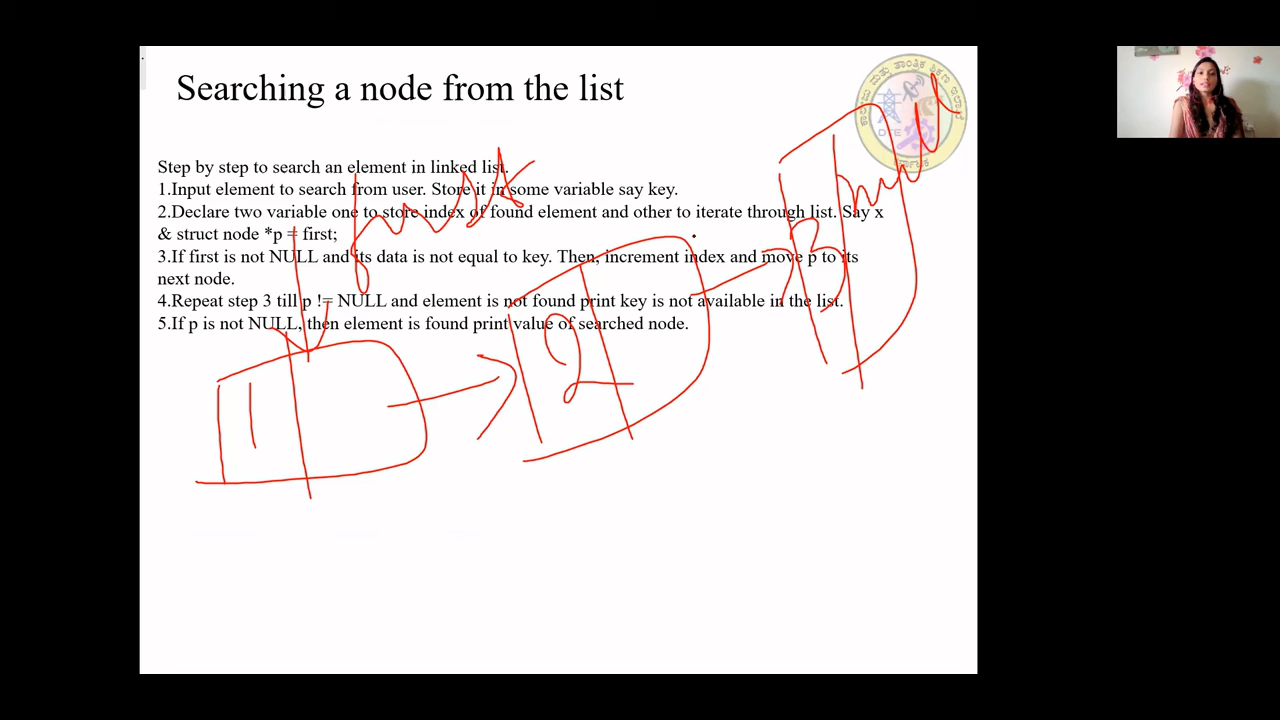 Searching a node from the list
Step by step to search an element in linked list.
1.Input element to search from user. Store it in some variable say key.
2.Declare two variable one to store index of found element and other to iterate through list. Say x
& struct node *p = first;
3.If first is not NULL and its data is not equal to key. Then, increment index and move p to its
next node.
4.Repeat step 3 till p != NULL and element is not found print key is not available in the list.
5.If p is not NULL, then element is found print value of searched node.
first
1
2
3
null
DTE